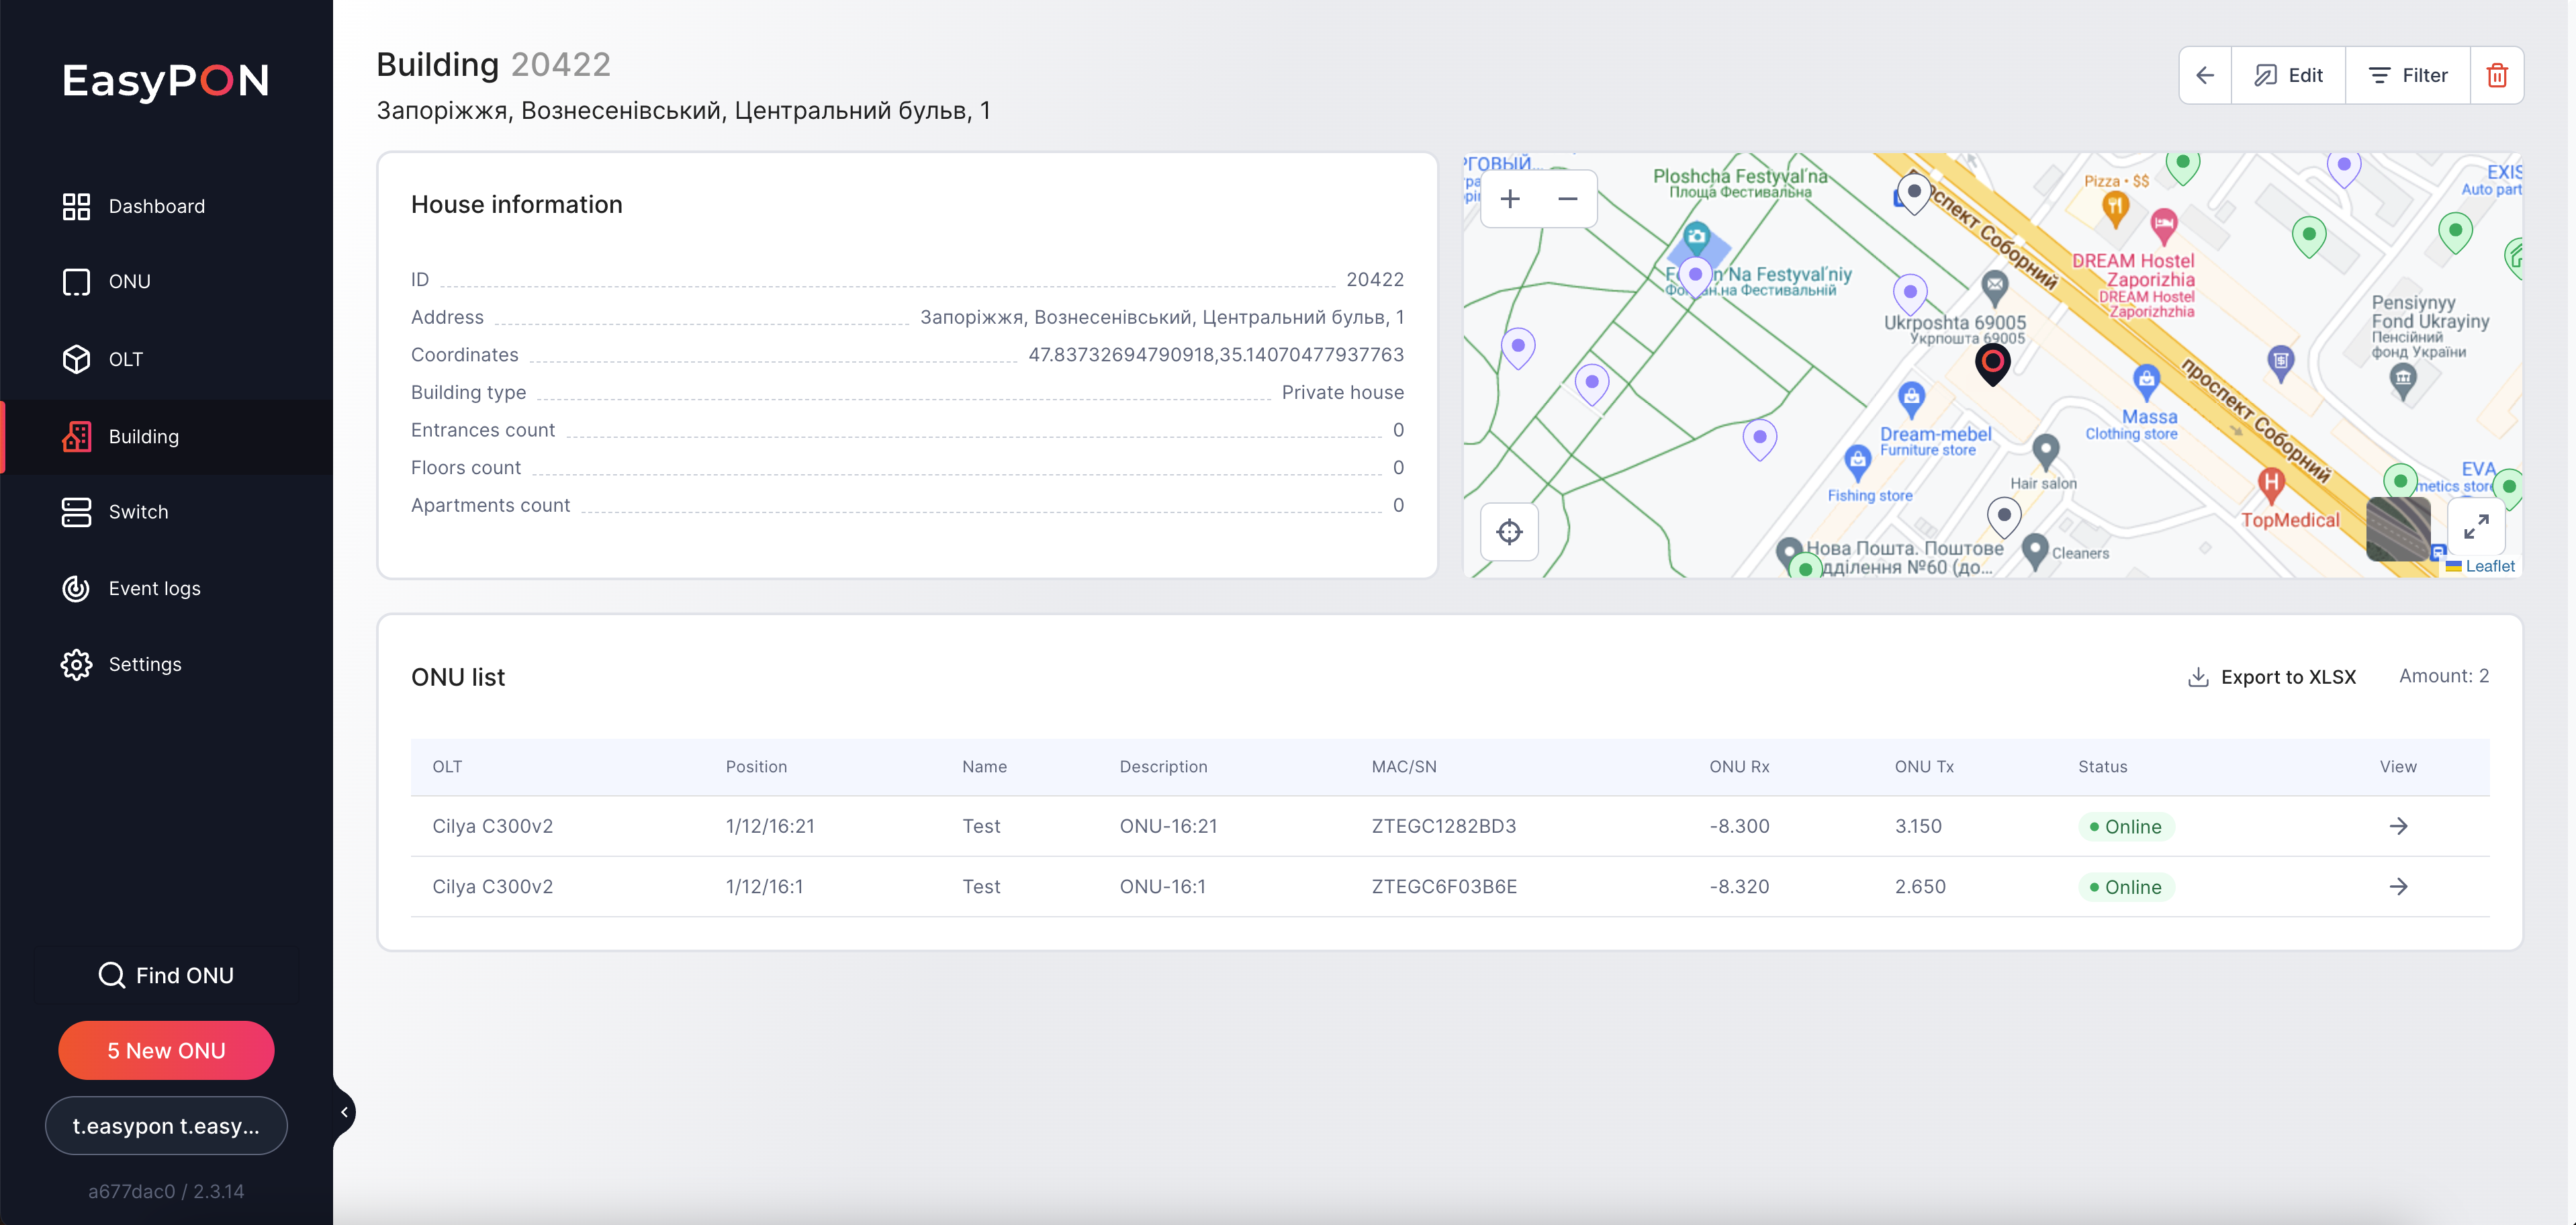 EasyPON
Dashboard
ONU
OLT
Building
Switch
Event logs
Settings
Find ONU
5 New ONU
t.easypon t.easy...
a677dac0 / 2.3.14
Building 20422
Запоріжжя, Вознесенівський, Центральний бульв, 1
Edit
Filter
House information
ID 20422
Address Запоріжжя, Вознесенівський, Центральний бульв, 1
Coordinates 47.83732694790918,35.14070477937763
Building type Private house
Entrances count 0
Floors count 0
Apartments count 0
РГОВЫЙ...
Ploshcha Festyval'na
Площа Фестивальна
Na Festyval'niy
на Фестивальній
Ukrposhta 69005
Укрпошта 69005
проспект Соборний
Pizza • $$
DREAM Hostel
Zaporizhia
DREAM Hostel
Zaporizhzhia
EXIS
Auto part
Pensiynyy
Fond Ukrayiny
Пенсійний
фонд України
проспект Соборний
Massa
Clothing store
Dream-mebel
Furniture store
Fishing store
Hair salon
EVA
metics store
TopMedical
Нова Пошта. Поштове
дділення №60 (до...
Cleaners
Leaflet
ONU list
Export to XLSX
Amount: 2
OLT Position Name Description MAC/SN ONU Rx ONU Tx Status View
Cilya C300v2 1/12/16:21 Test ONU-16:21 ZTEGC1282BD3 -8.300 3.150 Online
Cilya C300v2 1/12/16:1 Test ONU-16:1 ZTEGC6F03B6E -8.320 2.650 Online